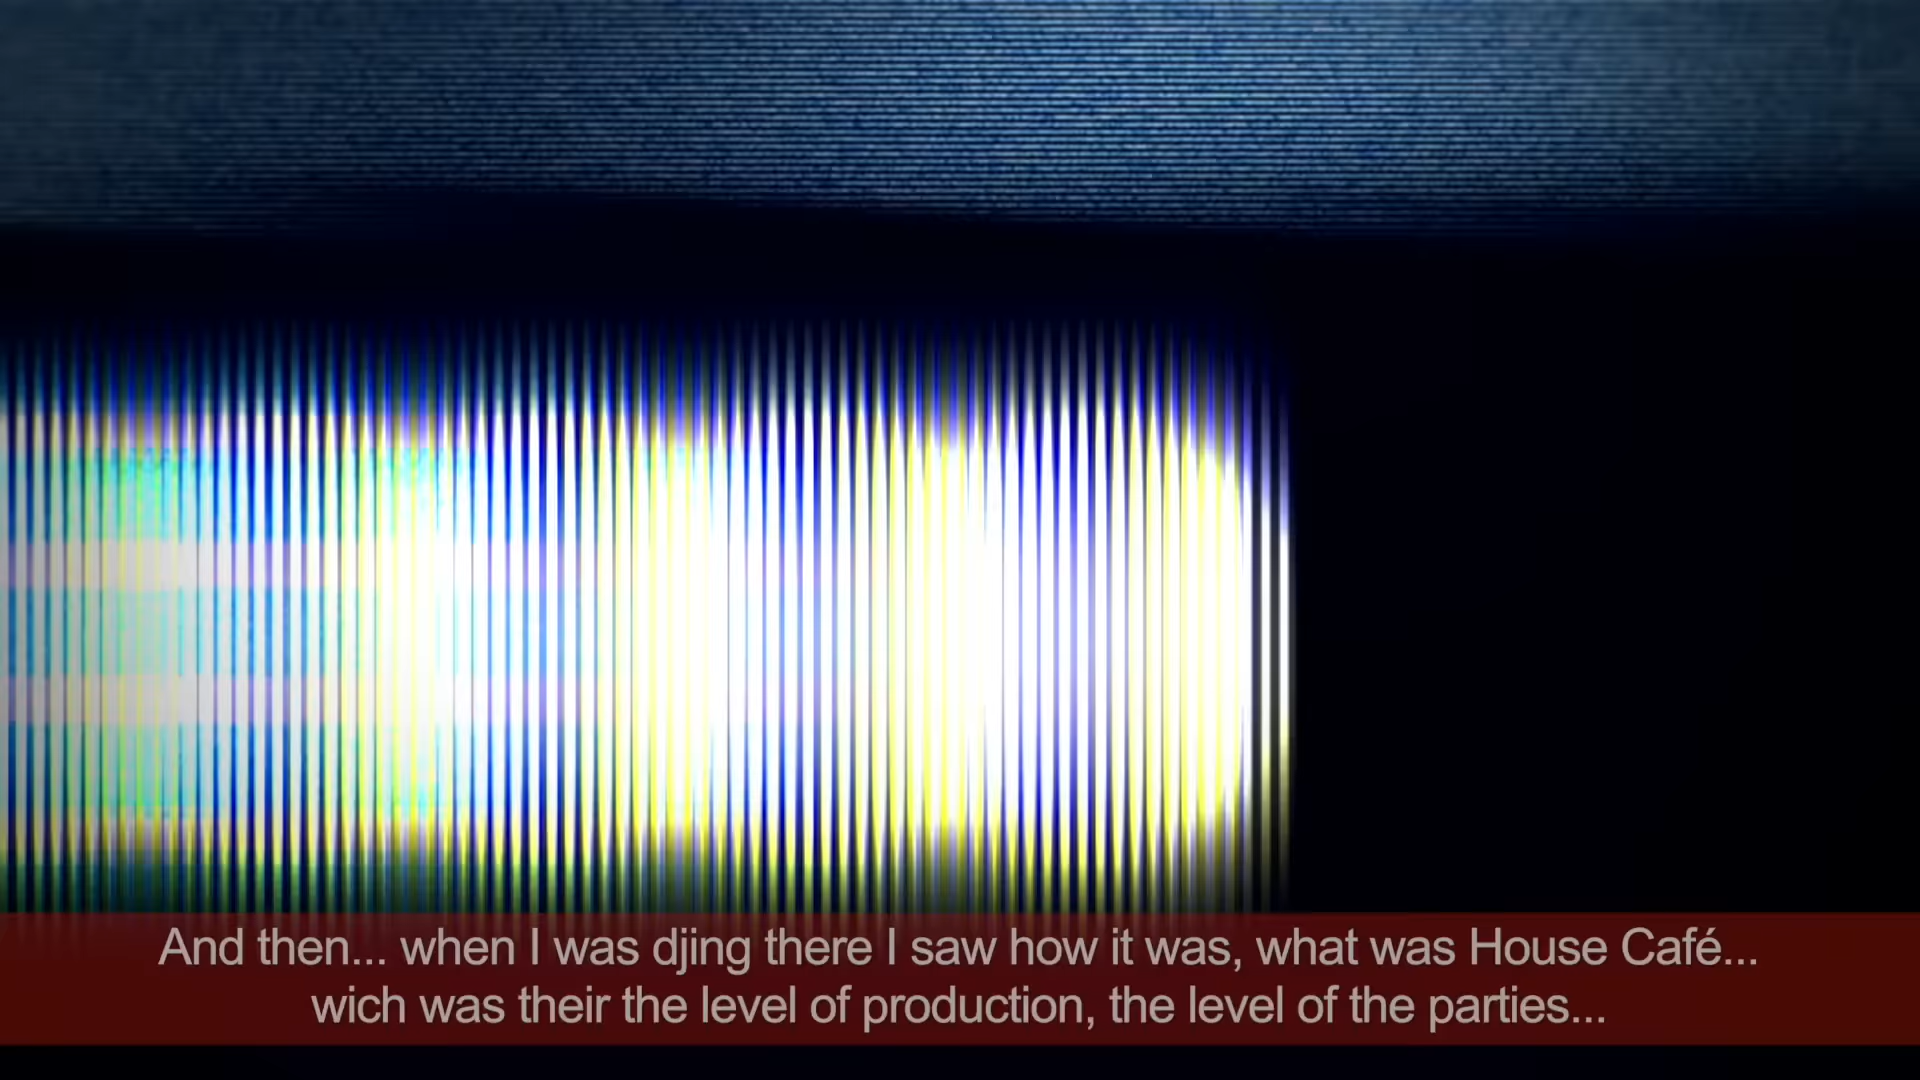 And then... when I was djing there I saw how it was, what was House Café...
wich was their the level of production, the level of the parties...